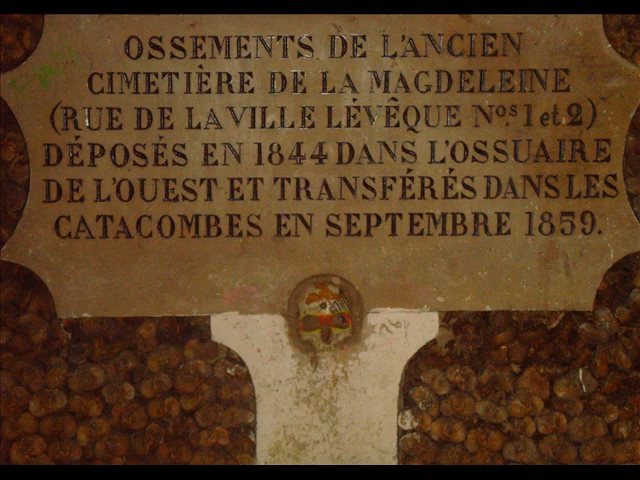 OSSEMENTS DE L'ANCIEN
CIMETIÈRE DE LA MAGDELEINE
(RUE DE LA VILLE LÉVÊQUE Nos. 1 et 2)
DÉPOSÉS EN 1844 DANS L'OSSUAIRE
DE L'OUEST ET TRANSFÉRÉS DANS LES
CATACOMBES EN SEPTEMBRE 1859.